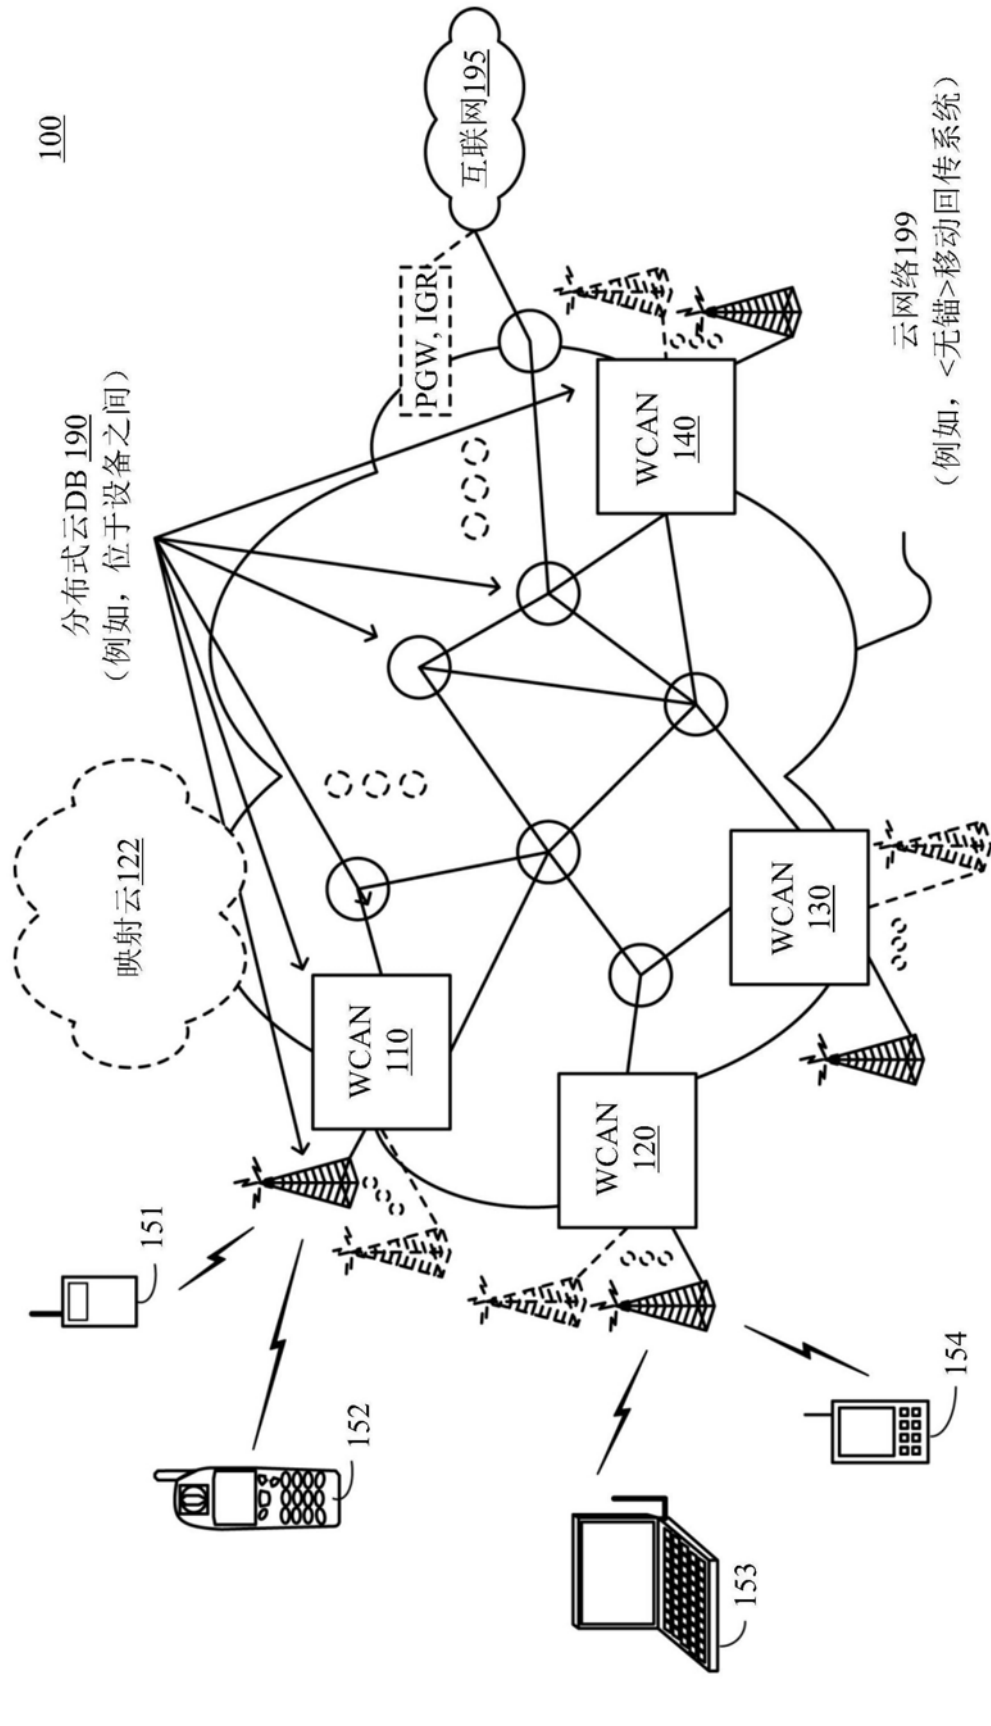 100
分布式云DB 190
（例如，位于设备之间）
映射云122
互联网195
PGW, IGR
WCAN
110
WCAN
120
WCAN
130
WCAN
140
151
152
153
154
云网络199
（例如，<无锚>移动回传系统）